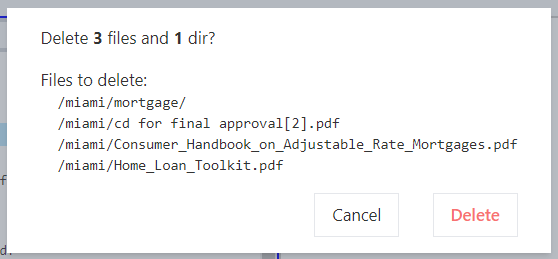 Delete 3 files and 1 dir?
Files to delete:
/miami/mortgage/
/miami/cd for final approval[2].pdf
/miami/Consumer_Handbook_on_Adjustable_Rate_Mortgages.pdf
/miami/Home_Loan_Toolkit.pdf
f
Cancel Delete
d.